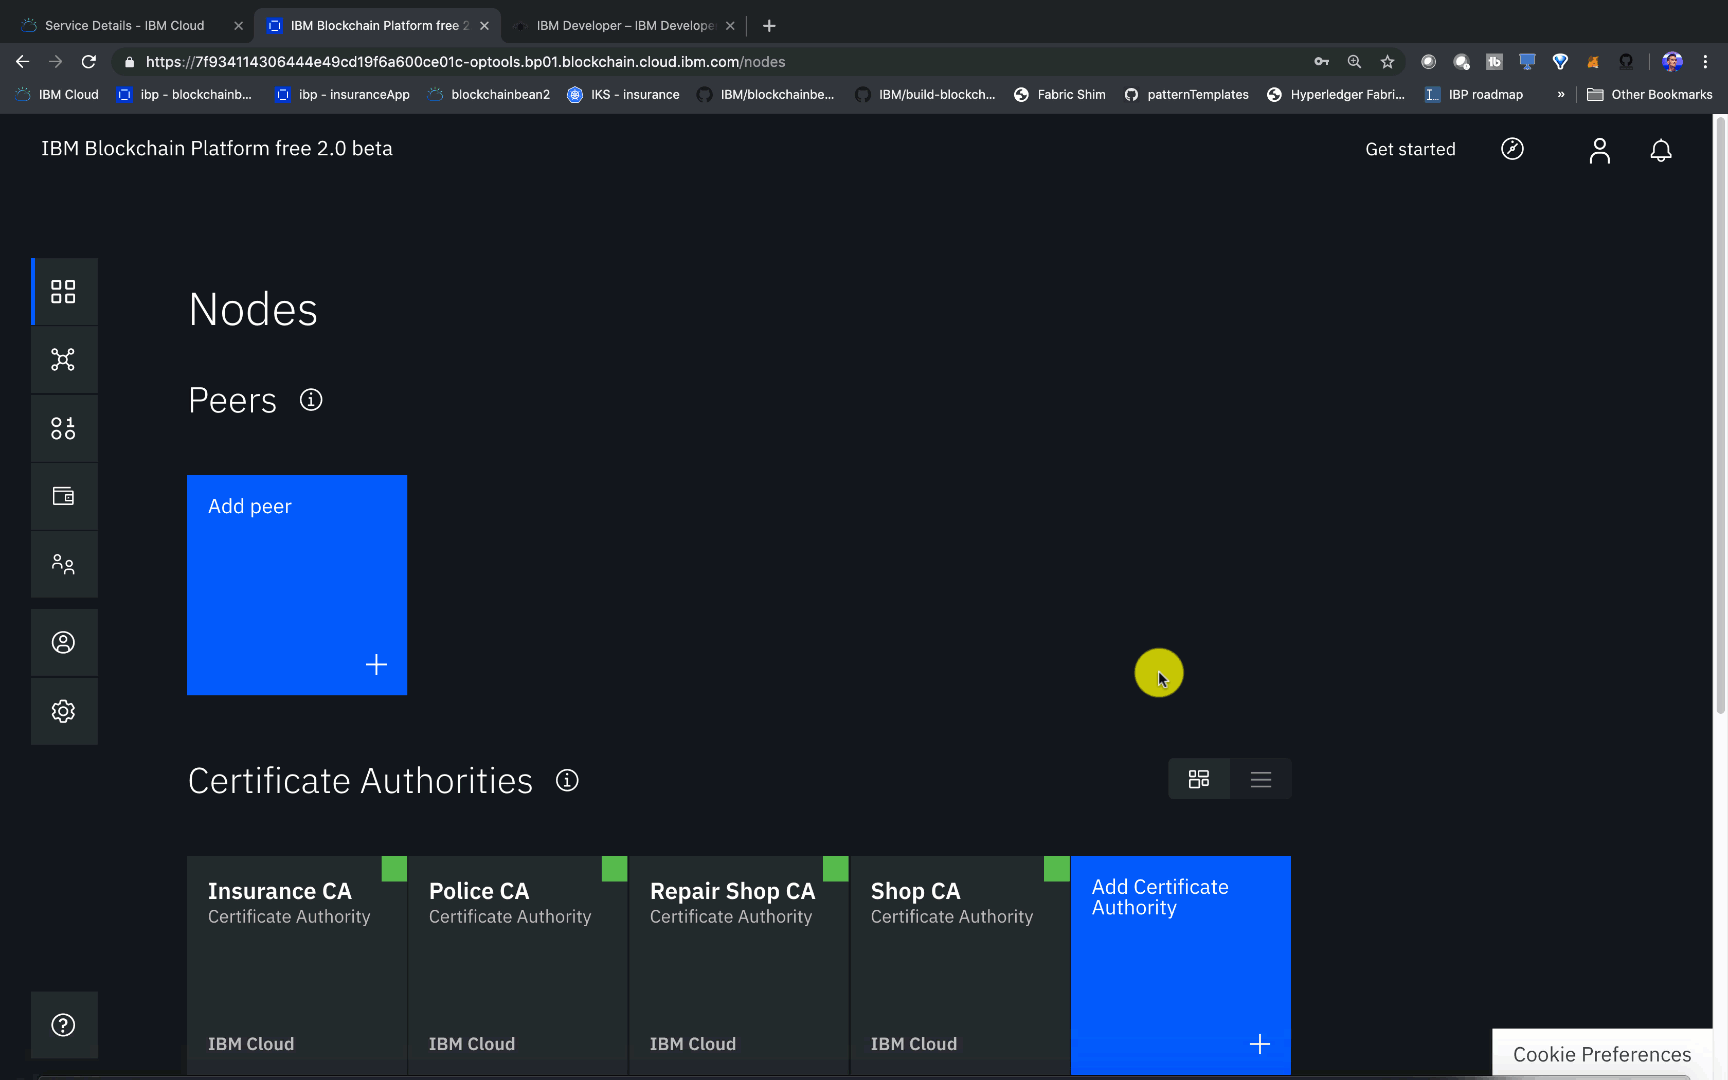 Service Details - IBM Cloud
IBM Blockchain Platform free 2
IBM Developer – IBM Develope
https://7f934114306444e49cd19f6a600ce01c-optools.bp01.blockchain.cloud.ibm.com/nodes
IBM Cloud
ibp - blockchainb...
ibp - insuranceApp
blockchainbean2
IKS - insurance
IBM/blockchainbe...
IBM/build-blockch...
Fabric Shim
patternTemplates
Hyperledger Fabri...
IBP roadmap
»
Other Bookmarks
IBM Blockchain Platform free 2.0 beta
Get started
Nodes
Peers
Add peer
Certificate Authorities
Insurance CA
Certificate Authority
IBM Cloud
Police CA
Certificate Authority
IBM Cloud
Repair Shop CA
Certificate Authority
IBM Cloud
Shop CA
Certificate Authority
IBM Cloud
Add Certificate
Authority
Cookie Preferences